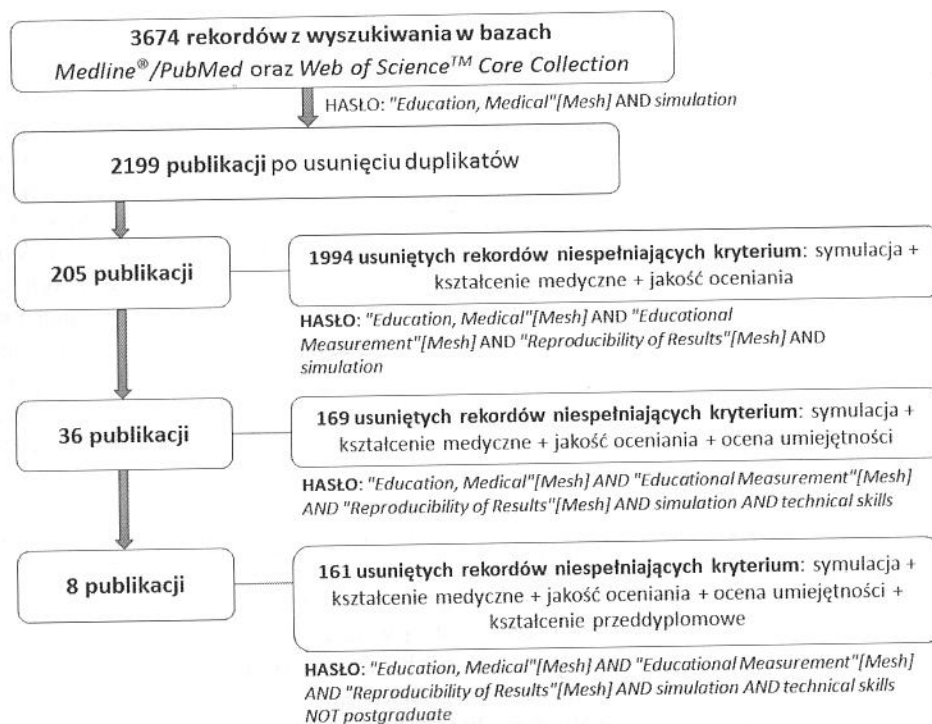 3674 rekordów z wyszukiwania w bazach
Medline®/PubMed oraz Web of Science™ Core Collection
HASŁO: "Education, Medical"[Mesh] AND simulation
2199 publikacji po usunięciu duplikatów
205 publikacji
1994 usuniętych rekordów niespełniających kryterium: symulacja +
kształcenie medyczne + jakość oceniania
HASŁO: "Education, Medical"[Mesh] AND "Educational
Measurement"[Mesh] AND "Reproducibility of Results"[Mesh] AND
simulation
36 publikacji
169 usuniętych rekordów niespełniających kryterium: symulacja +
kształcenie medyczne + jakość oceniania + ocena umiejętności
HASŁO: "Education, Medical"[Mesh] AND "Educational Measurement"[Mesh]
AND "Reproducibility of Results"[Mesh] AND simulation AND technical skills
8 publikacji
161 usuniętych rekordów niespełniających kryterium: symulacja +
kształcenie medyczne + jakość oceniania + ocena umiejętności +
kształcenie przeddyplomowe
HASŁO: "Education, Medical"[Mesh] AND "Educational Measurement"[Mesh]
AND "Reproducibility of Results"[Mesh] AND simulation AND technical skills
NOT postgraduate